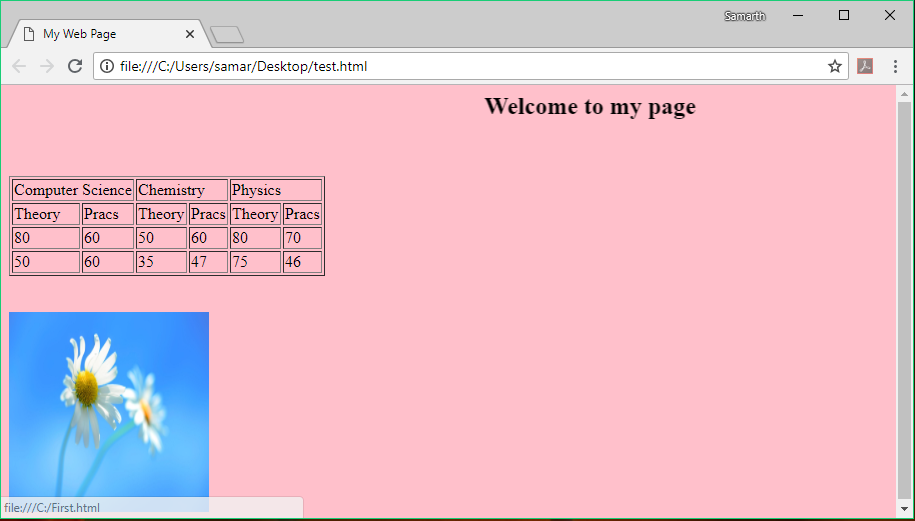 Samarth
My Web Page
file:///C:/Users/samar/Desktop/test.html
Welcome to my page
Computer Science Chemistry Physics
Theory Pracs Theory Pracs Theory Pracs
80 60 50 60 80 70
50 60 35 47 75 46
file:///C:/First.html